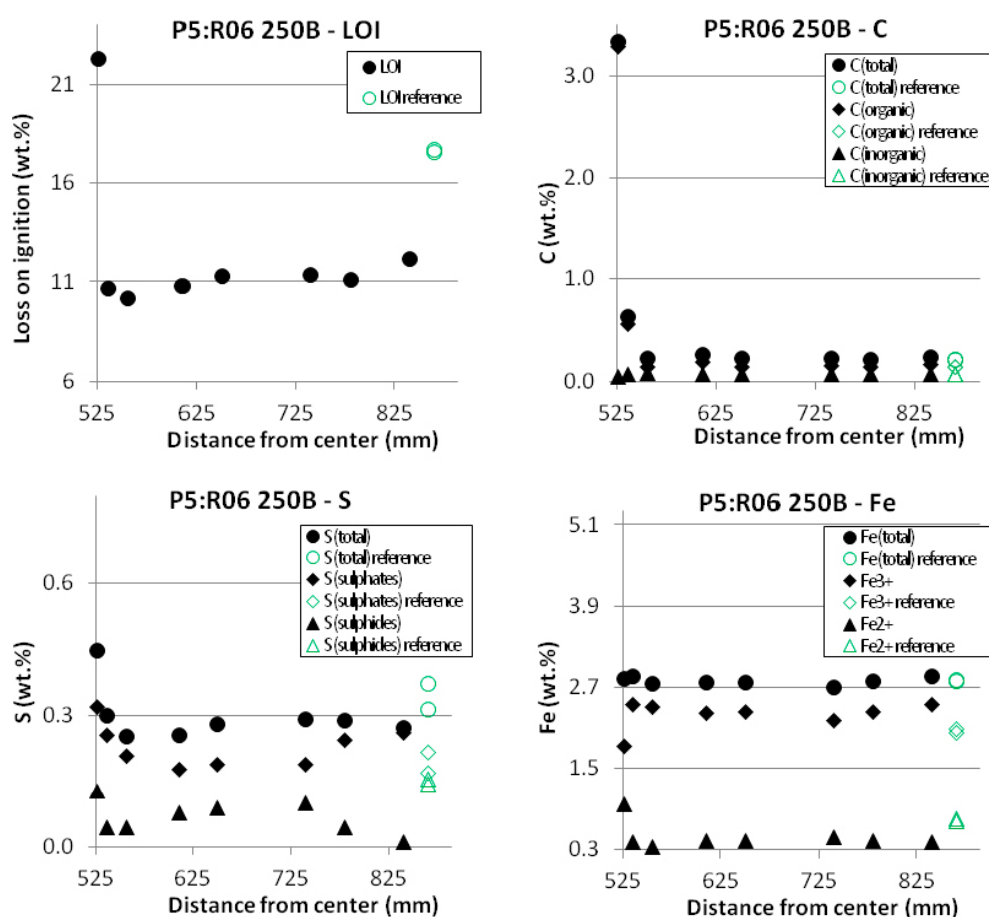 P5:R06 250B - LOI
LOI
LOI reference
21
16
11
6
Loss on ignition (wt.%)
525 625 725 825
Distance from center (mm)
P5:R06 250B - C
C (total)
C (total) reference
C (organic)
C (organic) reference
C (inorganic)
C (inorganic) reference
3.0
2.0
1.0
0.0
C (wt.%)
525 625 725 825
Distance from center (mm)
P5:R06 250B - S
S (total)
S (total) reference
S (sulphates)
S (sulphates) reference
S (sulphides)
S (sulphides) reference
0.6
0.3
0.0
S (wt.%)
525 625 725 825
Distance from center (mm)
P5:R06 250B - Fe
Fe (total)
Fe (total) reference
Fe3+
Fe3+ reference
Fe2+
Fe2+ reference
5.1
3.9
2.7
1.5
0.3
Fe (wt.%)
525 625 725 825
Distance from center (mm)